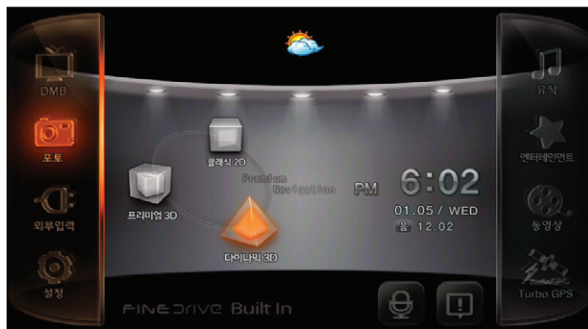 DMB
포토
외부입력
설정
클래식 2D
Premium
Navigation
프리미엄 3D
다이나믹 3D
PM 6:02
01.05 / WED
음 12.02
뮤직
엔터테인먼트
동영상
Turbo GPS
FINEDRIVE Built In